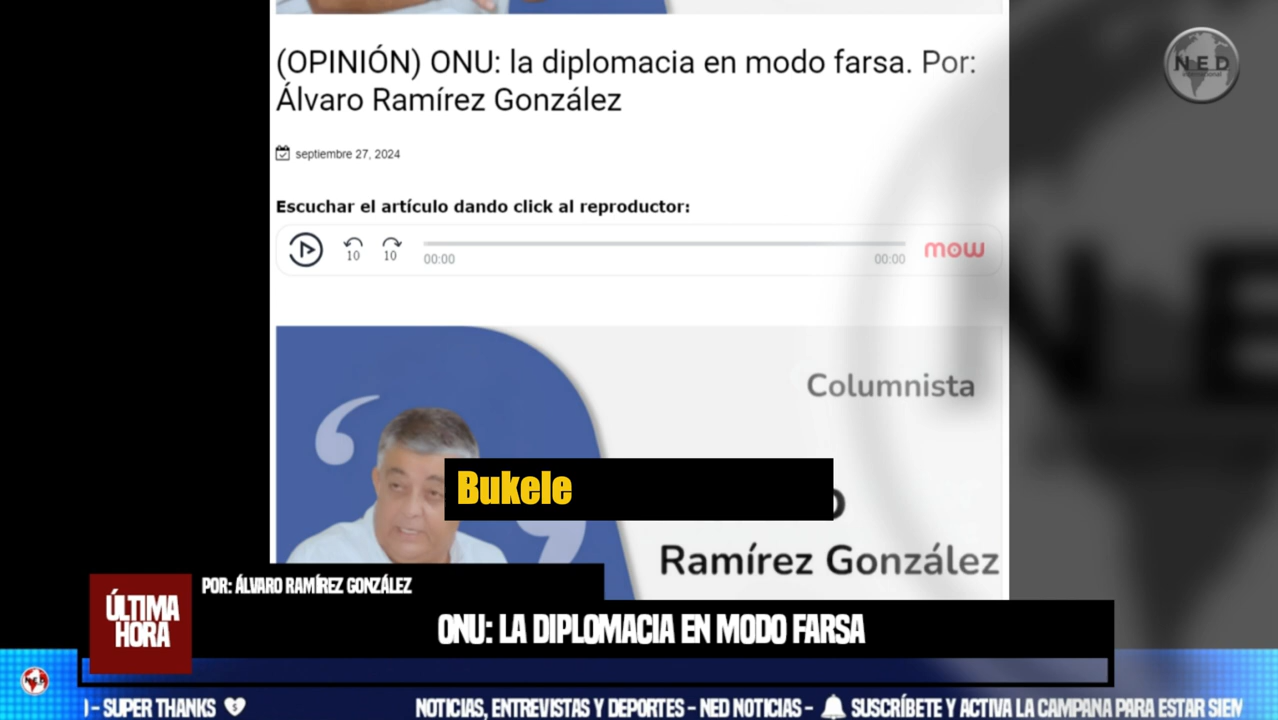 (OPINIÓN) ONU: la diplomacia en modo farsa. Por:
Álvaro Ramírez González
NED
septiembre 27, 2024
Escuchar el artículo dando click al reproductor:
10
10
00:00
00:00
mow
Columnista
Bukele
Ramírez González
POR: ÁLVARO RAMÍREZ GONZÁLEZ
ÚLTIMA
HORA
ONU: LA DIPLOMACIA EN MODO FARSA
) - SUPER THANKS
NOTICIAS, ENTREVISTAS Y DEPORTES - NED NOTICIAS -
SUSCRÍBETE Y ACTIVA LA CAMPANA PARA ESTAR SIEM